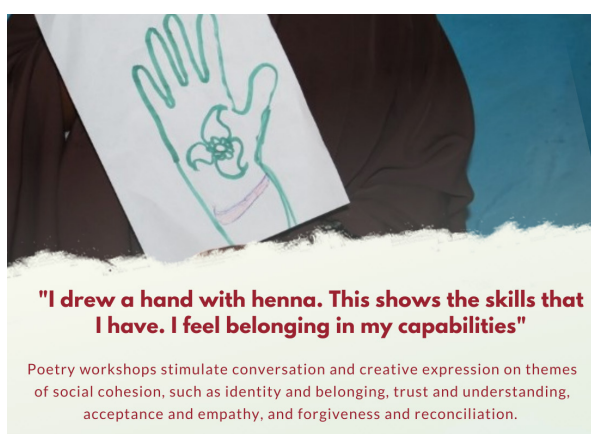 "I drew a hand with henna. This shows the skills that
I have. I feel belonging in my capabilities"
Poetry workshops stimulate conversation and creative expression on themes
of social cohesion, such as identity and belonging, trust and understanding,
acceptance and empathy, and forgiveness and reconciliation.